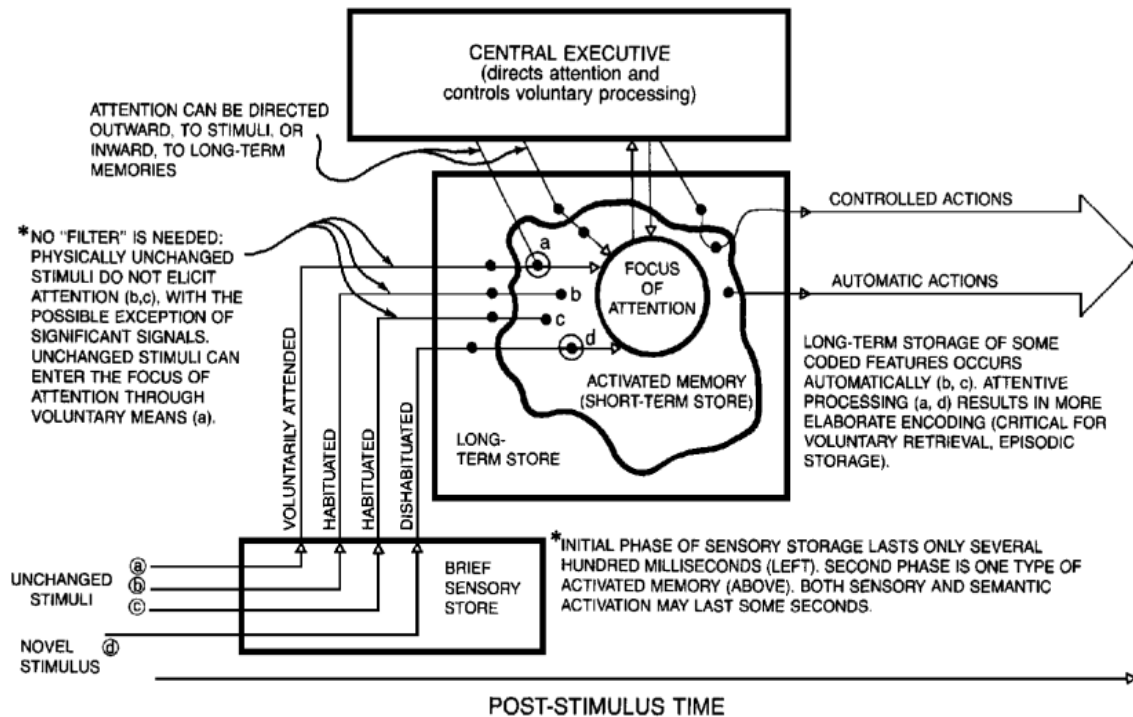 CENTRAL EXECUTIVE
(directs attention and
controls voluntary processing)
ATTENTION CAN BE DIRECTED
OUTWARD, TO STIMULI, OR
INWARD, TO LONG-TERM
MEMORIES
*NO "FILTER" IS NEEDED:
PHYSICALLY UNCHANGED
STIMULI DO NOT ELICIT
ATTENTION (b,c), WITH THE
POSSIBLE EXCEPTION OF
SIGNIFICANT SIGNALS.
UNCHANGED STIMULI CAN
ENTER THE FOCUS OF
ATTENTION THROUGH
VOLUNTARY MEANS (a).
a
b
c
d
FOCUS
OF
ATTENTION
ACTIVATED MEMORY
(SHORT-TERM STORE)
LONG-
TERM STORE
CONTROLLED ACTIONS
AUTOMATIC ACTIONS
LONG-TERM STORAGE OF SOME
CODED FEATURES OCCURS
AUTOMATICALLY (b, c). ATTENTIVE
PROCESSING (a, d) RESULTS IN MORE
ELABORATE ENCODING (CRITICAL FOR
VOLUNTARY RETRIEVAL, EPISODIC
STORAGE).
VOLUNTARILY ATTENDED
HABITUATED
HABITUATED
DISHABITUATED
UNCHANGED
STIMULI
a
b
c
NOVEL
STIMULUS
d
BRIEF
SENSORY
STORE
*INITIAL PHASE OF SENSORY STORAGE LASTS ONLY SEVERAL
HUNDRED MILLISECONDS (LEFT). SECOND PHASE IS ONE TYPE OF
ACTIVATED MEMORY (ABOVE). BOTH SENSORY AND SEMANTIC
ACTIVATION MAY LAST SOME SECONDS.
POST-STIMULUS TIME